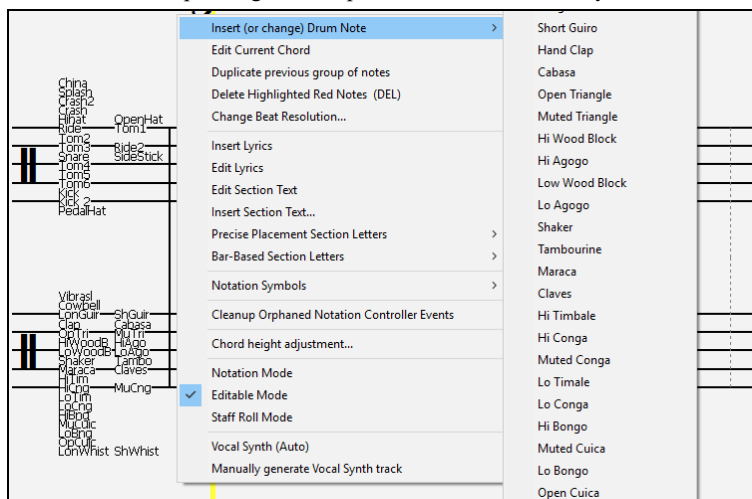 Insert (or change) Drum Note
Edit Current Chord
Duplicate previous group of notes
Delete Highlighted Red Notes (DEL)
Change Beat Resolution...
Insert Lyrics
Edit Lyrics
Edit Section Text
Insert Section Text...
Precise Placement Section Letters
Bar-Based Section Letters
Notation Symbols
Cleanup Orphaned Notation Controller Events
Chord height adjustment...
Notation Mode
Editable Mode
Staff Roll Mode
Vocal Synth (Auto)
Manually generate Vocal Synth track
Short Guiro
Hand Clap
Cabasa
Open Triangle
Muted Triangle
Hi Wood Block
Hi Agogo
Low Wood Block
Lo Agogo
Shaker
Tambourine
Maraca
Claves
Hi Timbale
Hi Conga
Muted Conga
Lo Timale
Lo Conga
Hi Bongo
Muted Cuica
Lo Bongo
Open Cuica
China
Splash
Crash2
Crash
Hihat OpenHat
Ride Tom1
Tom2
Tom3 Ride2
Snare SideStick
Tom4
Tom5
Tom6
Kick
Kick 2
PedalHat
Vibrasl
Cowbell
LonGuir ShGuir
Clap Cabasa
OpTri MuTri
HiWoodB HiAgo
LoWoodB LoAgo
Shaker Tambo
Maraca Claves
HiTim
HiCng MuCng
LoTim
LoCng
HiBng
MuCuic
LoBng
OpCuic
LonWhist ShWhist